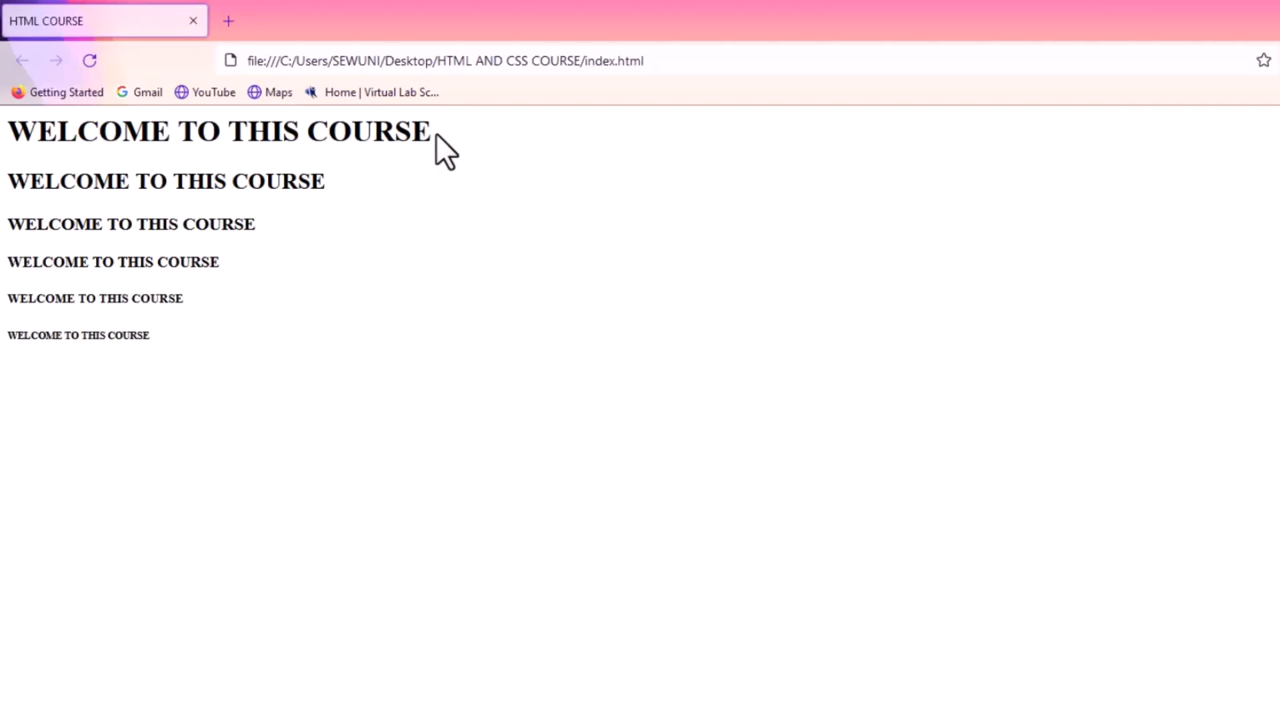 HTML COURSE
file:///C:/Users/SEWUNI/Desktop/HTML AND CSS COURSE/index.html
Getting Started Gmail YouTube Maps Home | Virtual Lab Sc...
WELCOME TO THIS COURSE
WELCOME TO THIS COURSE
WELCOME TO THIS COURSE
WELCOME TO THIS COURSE
WELCOME TO THIS COURSE
WELCOME TO THIS COURSE